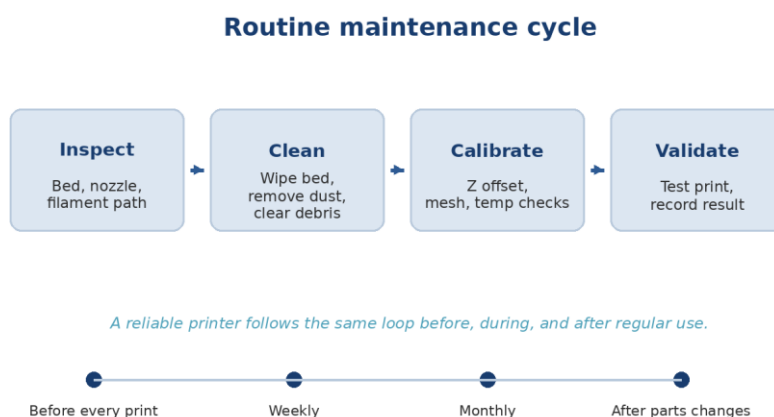 Routine maintenance cycle
Inspect
Bed, nozzle,
filament path
Clean
Wipe bed,
remove dust,
clear debris
Calibrate
Z offset,
mesh, temp checks
Validate
Test print,
record result
A reliable printer follows the same loop before, during, and after regular use.
Before every print
Weekly
Monthly
After parts changes